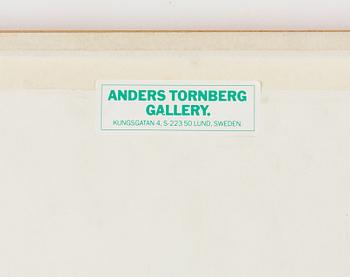 ANDERS TORNBERG
GALLERY.
KUNGSGATAN 4, S-223 50 LUND, SWEDEN.